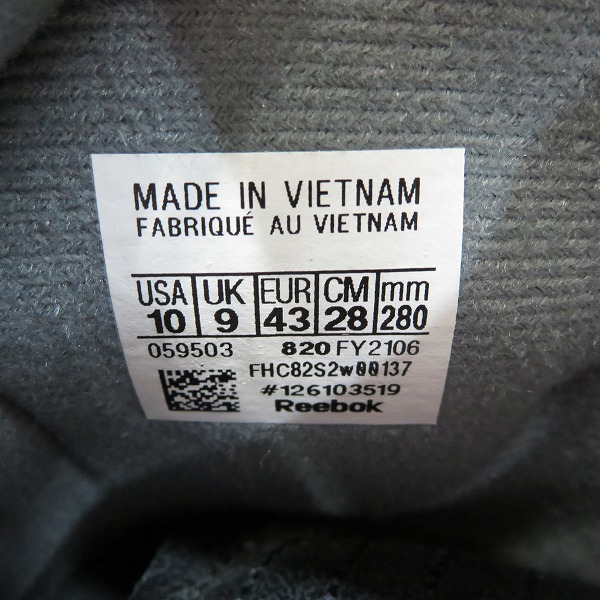 MADE IN VIETNAM
FABRIQUÉ AU VIETNAM
USA UK EUR CM mm
10 9 43 28 280
059503 820 FY2106
FHC82S2w00137
#126103519
Reebok